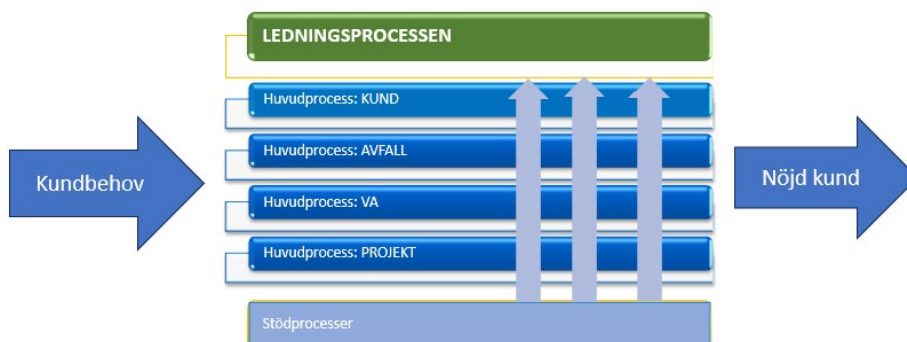 LEDNINGSPROCESSEN
Huvudprocess: KUND
Huvudprocess: AVFALL
Kundbehov
Nöjd kund
Huvudprocess: VA
Huvudprocess: PROJEKT
Stödprocesser